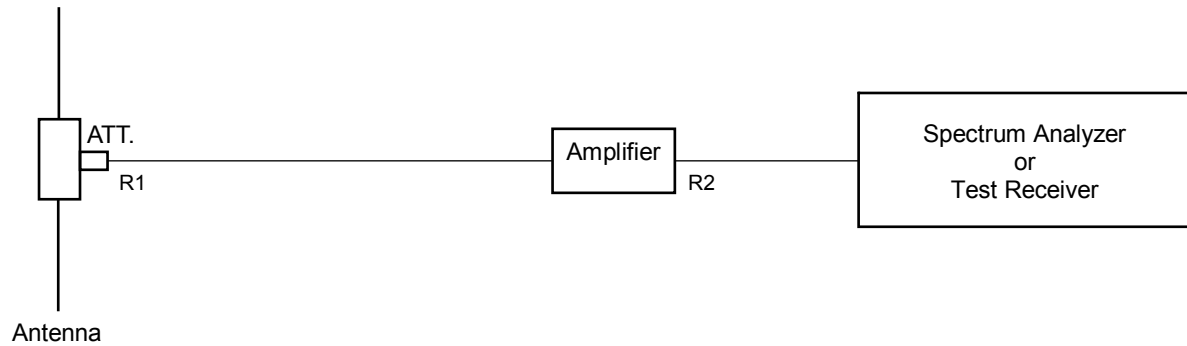 ATT.
R1
Amplifier
R2
Spectrum Analyzer
or
Test Receiver
Antenna